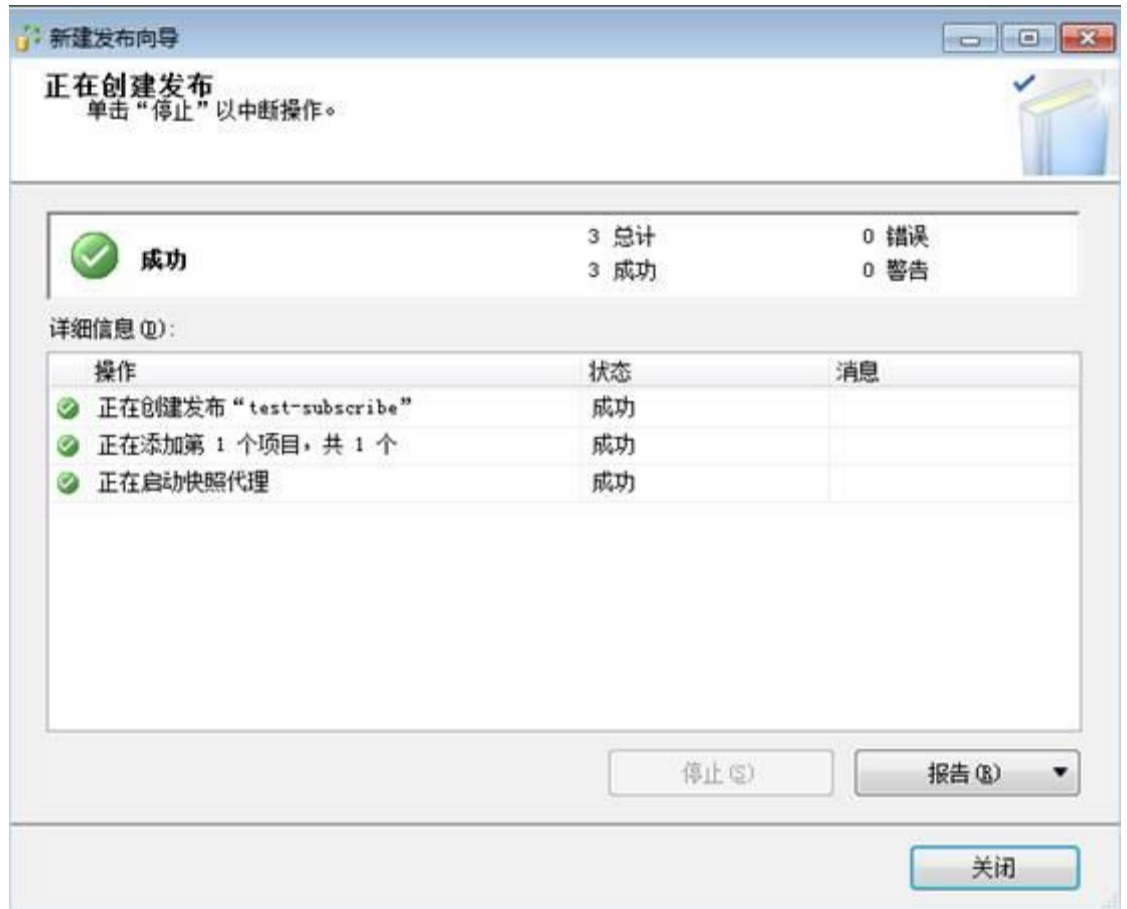 新建发布向导
正在创建发布
单击“停止”以中断操作。
成功
3 总计 0 错误
3 成功 0 警告
详细信息(D):
操作 状态 消息
正在创建发布“test-subscribe” 成功
正在添加第 1 个项目，共 1 个 成功
正在启动快照代理 成功
停止(S) 报告(R)
关闭